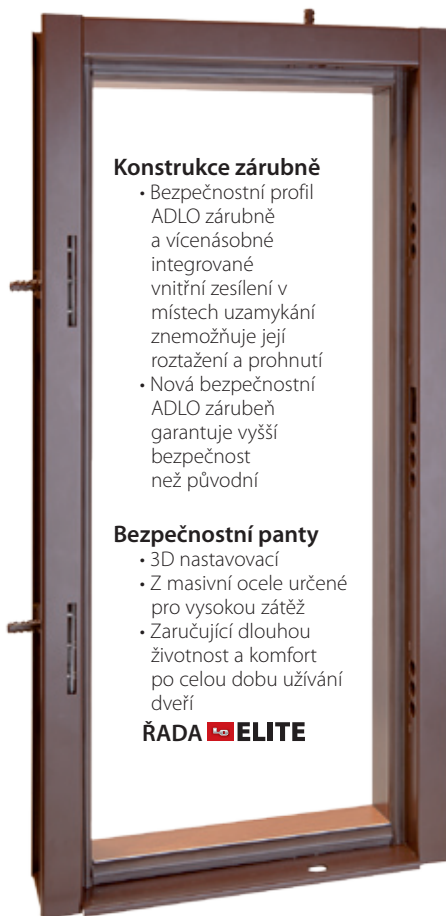 Konstrukce zárubně
• Bezpečnostní profil
ADLO zárubně
a vícenásobné
integrované
vnitřní zesílení v
místech uzamykání
znemožňuje její
roztažení a prohnutí
• Nová bezpečnostní
ADLO zárubeň
garantuje vyšší
bezpečnost
než původní
Bezpečnostní panty
• 3D nastavovací
• Z masivní ocele určené
pro vysokou zátěž
• Zaručující dlouhou
životnost a komfort
po celou dobu užívání
dveří
ŘADA ELITE